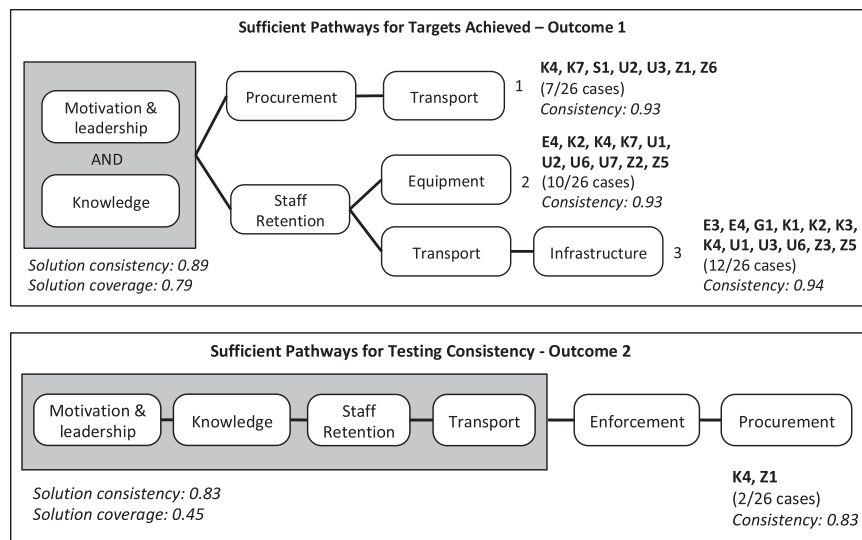 Sufficient Pathways for Targets Achieved – Outcome 1
Motivation &
leadership
AND
Knowledge
Solution consistency: 0.89
Solution coverage: 0.79
Procurement
Transport
1
K4, K7, S1, U2, U3, Z1, Z6
(7/26 cases)
Consistency: 0.93
Staff
Retention
Equipment
2
E4, K2, K4, K7, U1,
U2, U6, U7, Z2, Z5
(10/26 cases)
Consistency: 0.93
Transport
Infrastructure
3
E3, E4, G1, K1, K2, K3,
K4, U1, U3, U6, Z3, Z5
(12/26 cases)
Consistency: 0.94
Sufficient Pathways for Testing Consistency - Outcome 2
Motivation &
leadership
Knowledge
Staff
Retention
Transport
Enforcement
Procurement
Solution consistency: 0.83
Solution coverage: 0.45
K4, Z1
(2/26 cases)
Consistency: 0.83